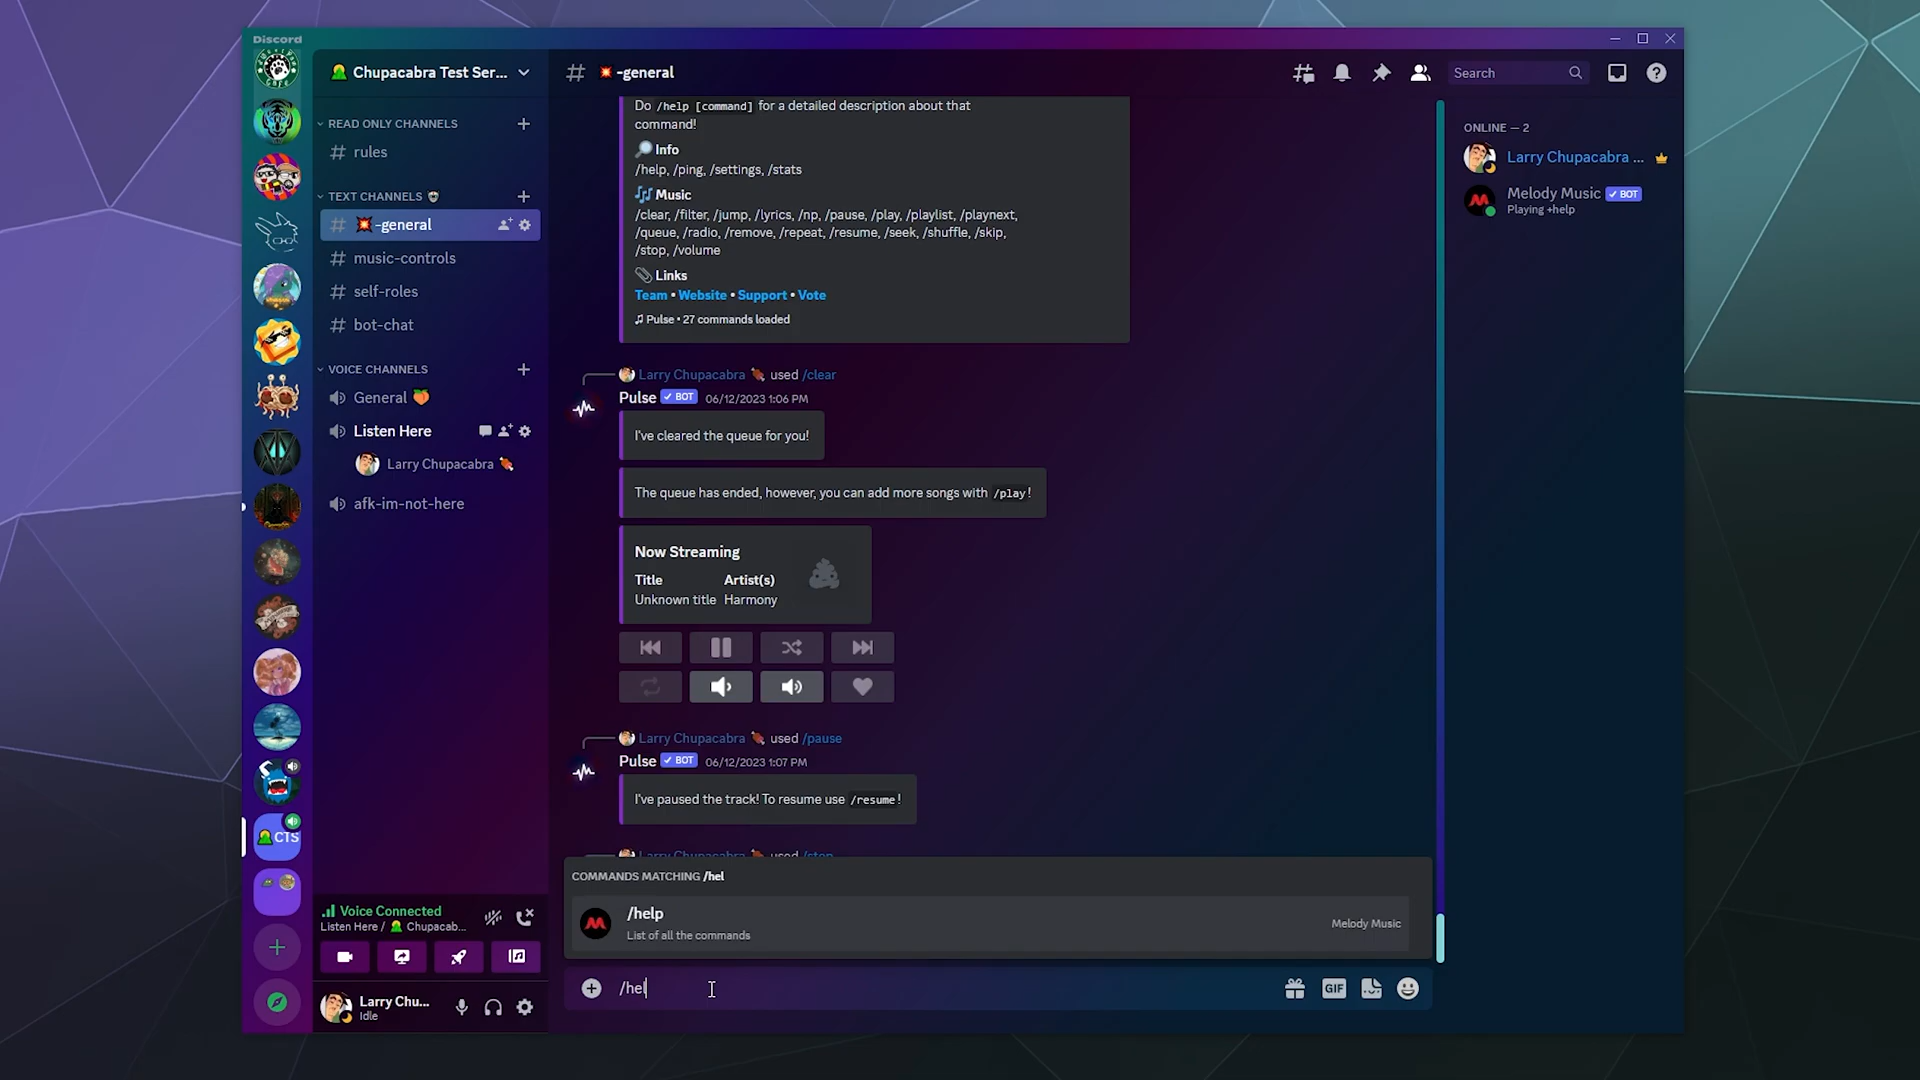 Discord
Chupacabra Test Ser...
READ ONLY CHANNELS
rules
TEXT CHANNELS
-general
music-controls
self-roles
bot-chat
VOICE CHANNELS
General
Listen Here
Larry Chupacabra
afk-im-not-here
CTS
Voice Connected
Listen Here / Chupacab...
Larry Chu...
Idle
-general
Search
Do /help [command] for a detailed description about that
command!
Info
/help, /ping, /settings, /stats
Music
/clear, /filter, /jump, /lyrics, /np, /pause, /play, /playlist, /playnext,
/queue, /radio, /remove, /repeat, /resume, /seek, /shuffle, /skip,
/stop, /volume
Links
Team • Website • Support • Vote
Pulse • 27 commands loaded
Larry Chupacabra used /clear
Pulse BOT 06/12/2023 1:06 PM
I've cleared the queue for you!
The queue has ended, however, you can add more songs with /play!
Now Streaming
Title Artist(s)
Unknown title Harmony
Larry Chupacabra used /pause
Pulse BOT 06/12/2023 1:07 PM
I've paused the track! To resume use /resume!
Larry Chupacabra used /stop
COMMANDS MATCHING /hel
/help
List of all the commands
Melody Music
/hel
GIF
ONLINE — 2
Larry Chupacabra ...
Melody Music BOT
Playing +help